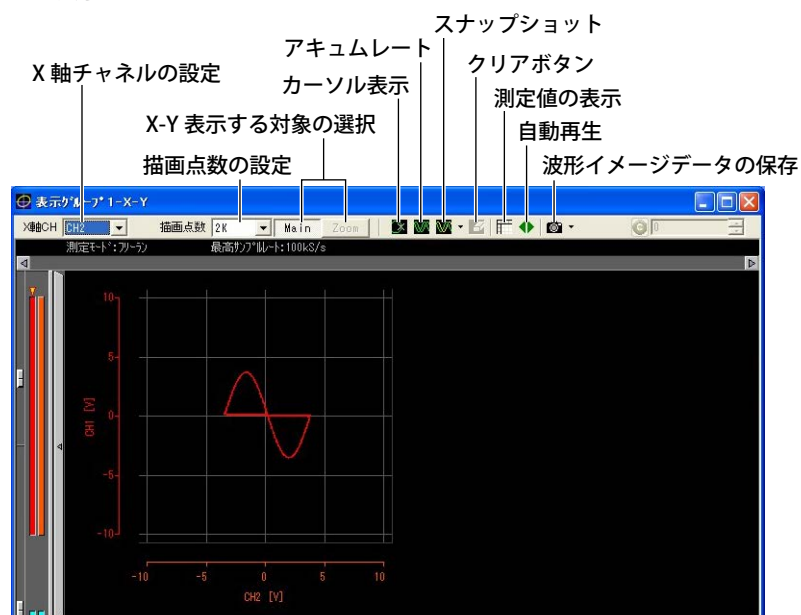 スナップショット
アキュムレート
クリアボタン
X 軸チャネルの設定
カーソル表示
測定値の表示
X-Y 表示する対象の選択
自動再生
描画点数の設定
波形イメージデータの保存
表示グループ 1-X-Y
X軸CH CH2 描画点数 2K Main Zoom 0
測定モード:フリーラン 最高サンプルレート:100kS/s
10
5
0
-5
-10
CH1 [V]
-10 -5 0 5 10
CH2 [V]